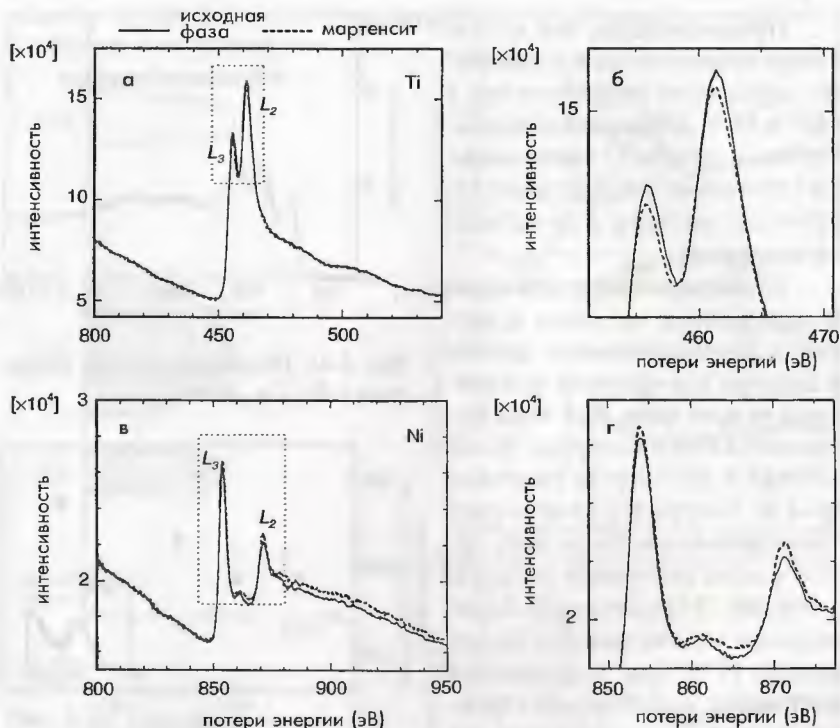 исходная фаза мартенсит
[×10⁴] [×10⁴]
а Ti
L₃ L₂
15
10
5
800 450 500
интенсивность
б
15
460 470
интенсивность
потери энергии (эВ)
[×10⁴] [×10⁴]
в Ni
L₃ L₂
3
2
800 850 900 950
интенсивность
потери энергии (эВ)
г
2
850 860 870
интенсивность
потери энергии (эВ)